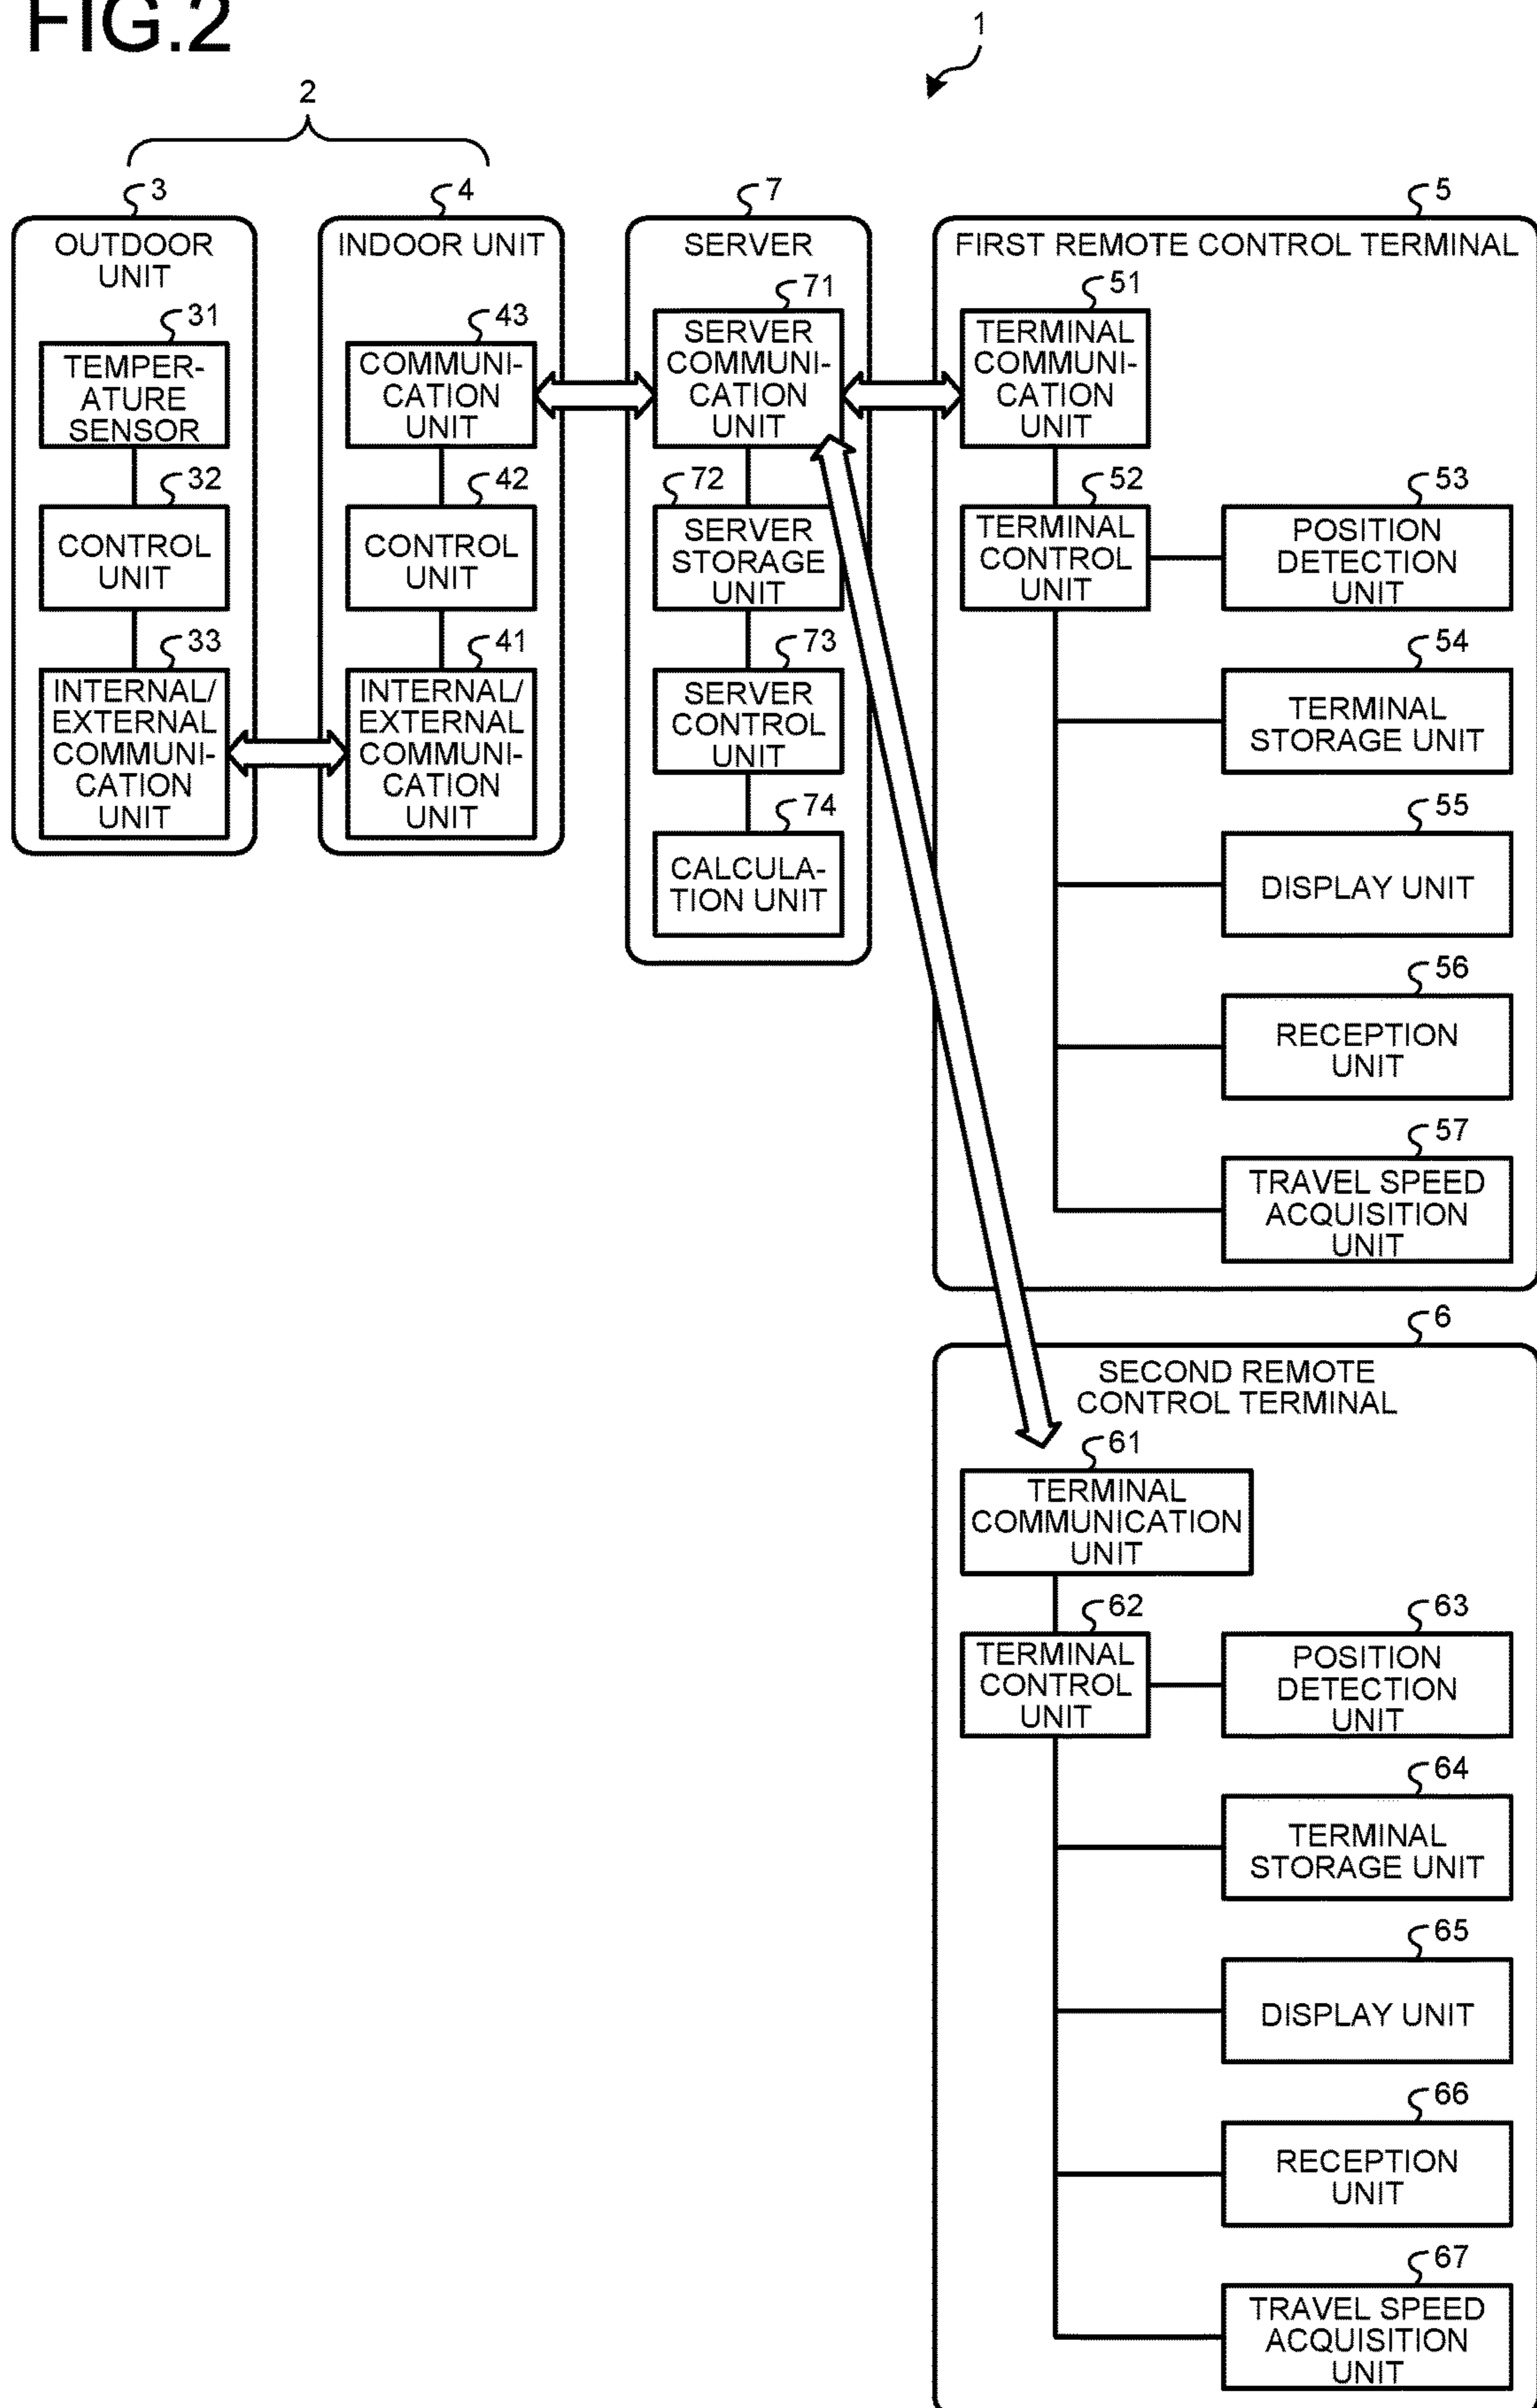 FIG.2
1
2
3
OUTDOOR
UNIT
31
TEMPER-
ATURE
SENSOR
32
CONTROL
UNIT
33
INTERNAL/
EXTERNAL
COMMUNI-
CATION
UNIT
4
INDOOR UNIT
43
COMMUNI-
CATION
UNIT
42
CONTROL
UNIT
41
INTERNAL/
EXTERNAL
COMMUNI-
CATION
UNIT
7
SERVER
71
SERVER
COMMUNI-
CATION
UNIT
72
SERVER
STORAGE
UNIT
73
SERVER
CONTROL
UNIT
74
CALCULA-
TION UNIT
5
FIRST REMOTE CONTROL TERMINAL
51
TERMINAL
COMMUNI-
CATION
UNIT
52
TERMINAL
CONTROL
UNIT
53
POSITION
DETECTION
UNIT
54
TERMINAL
STORAGE UNIT
55
DISPLAY UNIT
56
RECEPTION
UNIT
57
TRAVEL SPEED
ACQUISITION
UNIT
6
SECOND REMOTE
CONTROL TERMINAL
61
TERMINAL
COMMUNICATION
UNIT
62
TERMINAL
CONTROL
UNIT
63
POSITION
DETECTION
UNIT
64
TERMINAL
STORAGE UNIT
65
DISPLAY UNIT
66
RECEPTION
UNIT
67
TRAVEL SPEED
ACQUISITION
UNIT